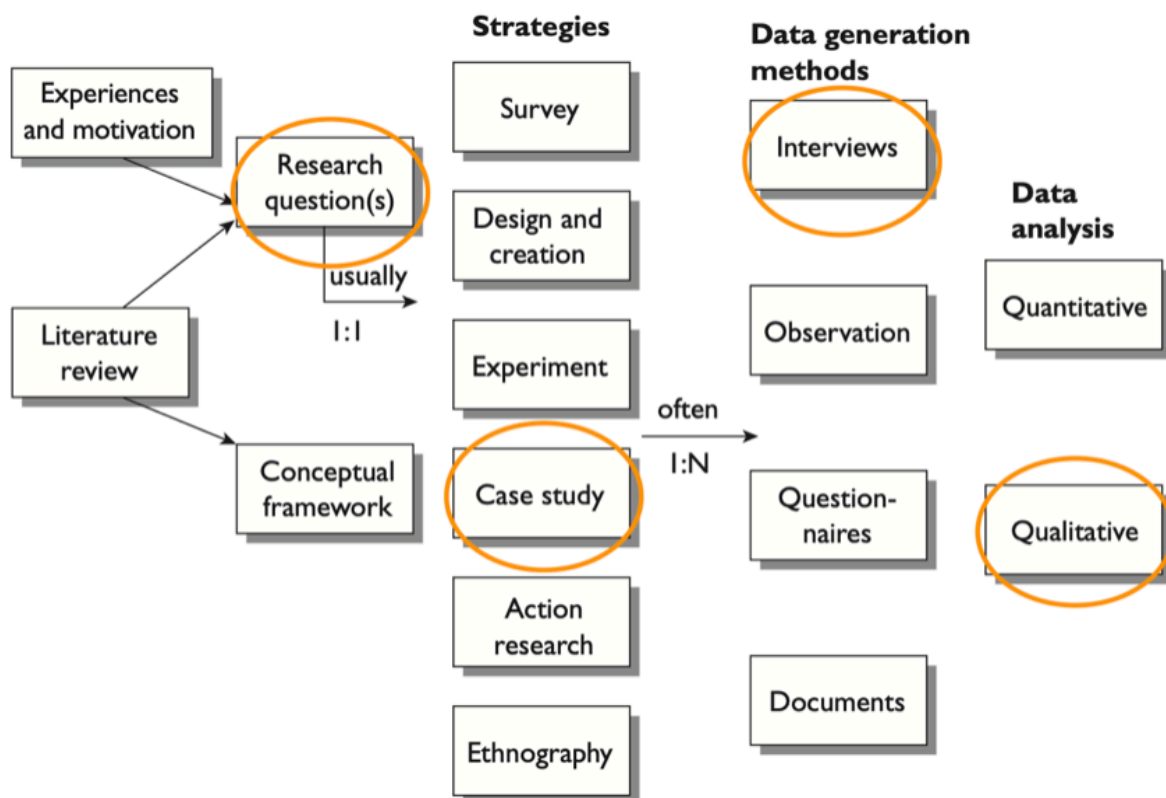 Experiences
and motivation
Literature
review
Research
question(s)
usually
1:1
Conceptual
framework
Strategies
Survey
Design and
creation
Experiment
Case study
Action
research
Ethnography
often
1:N
Data generation
methods
Interviews
Observation
Question-
naires
Documents
Data
analysis
Quantitative
Qualitative